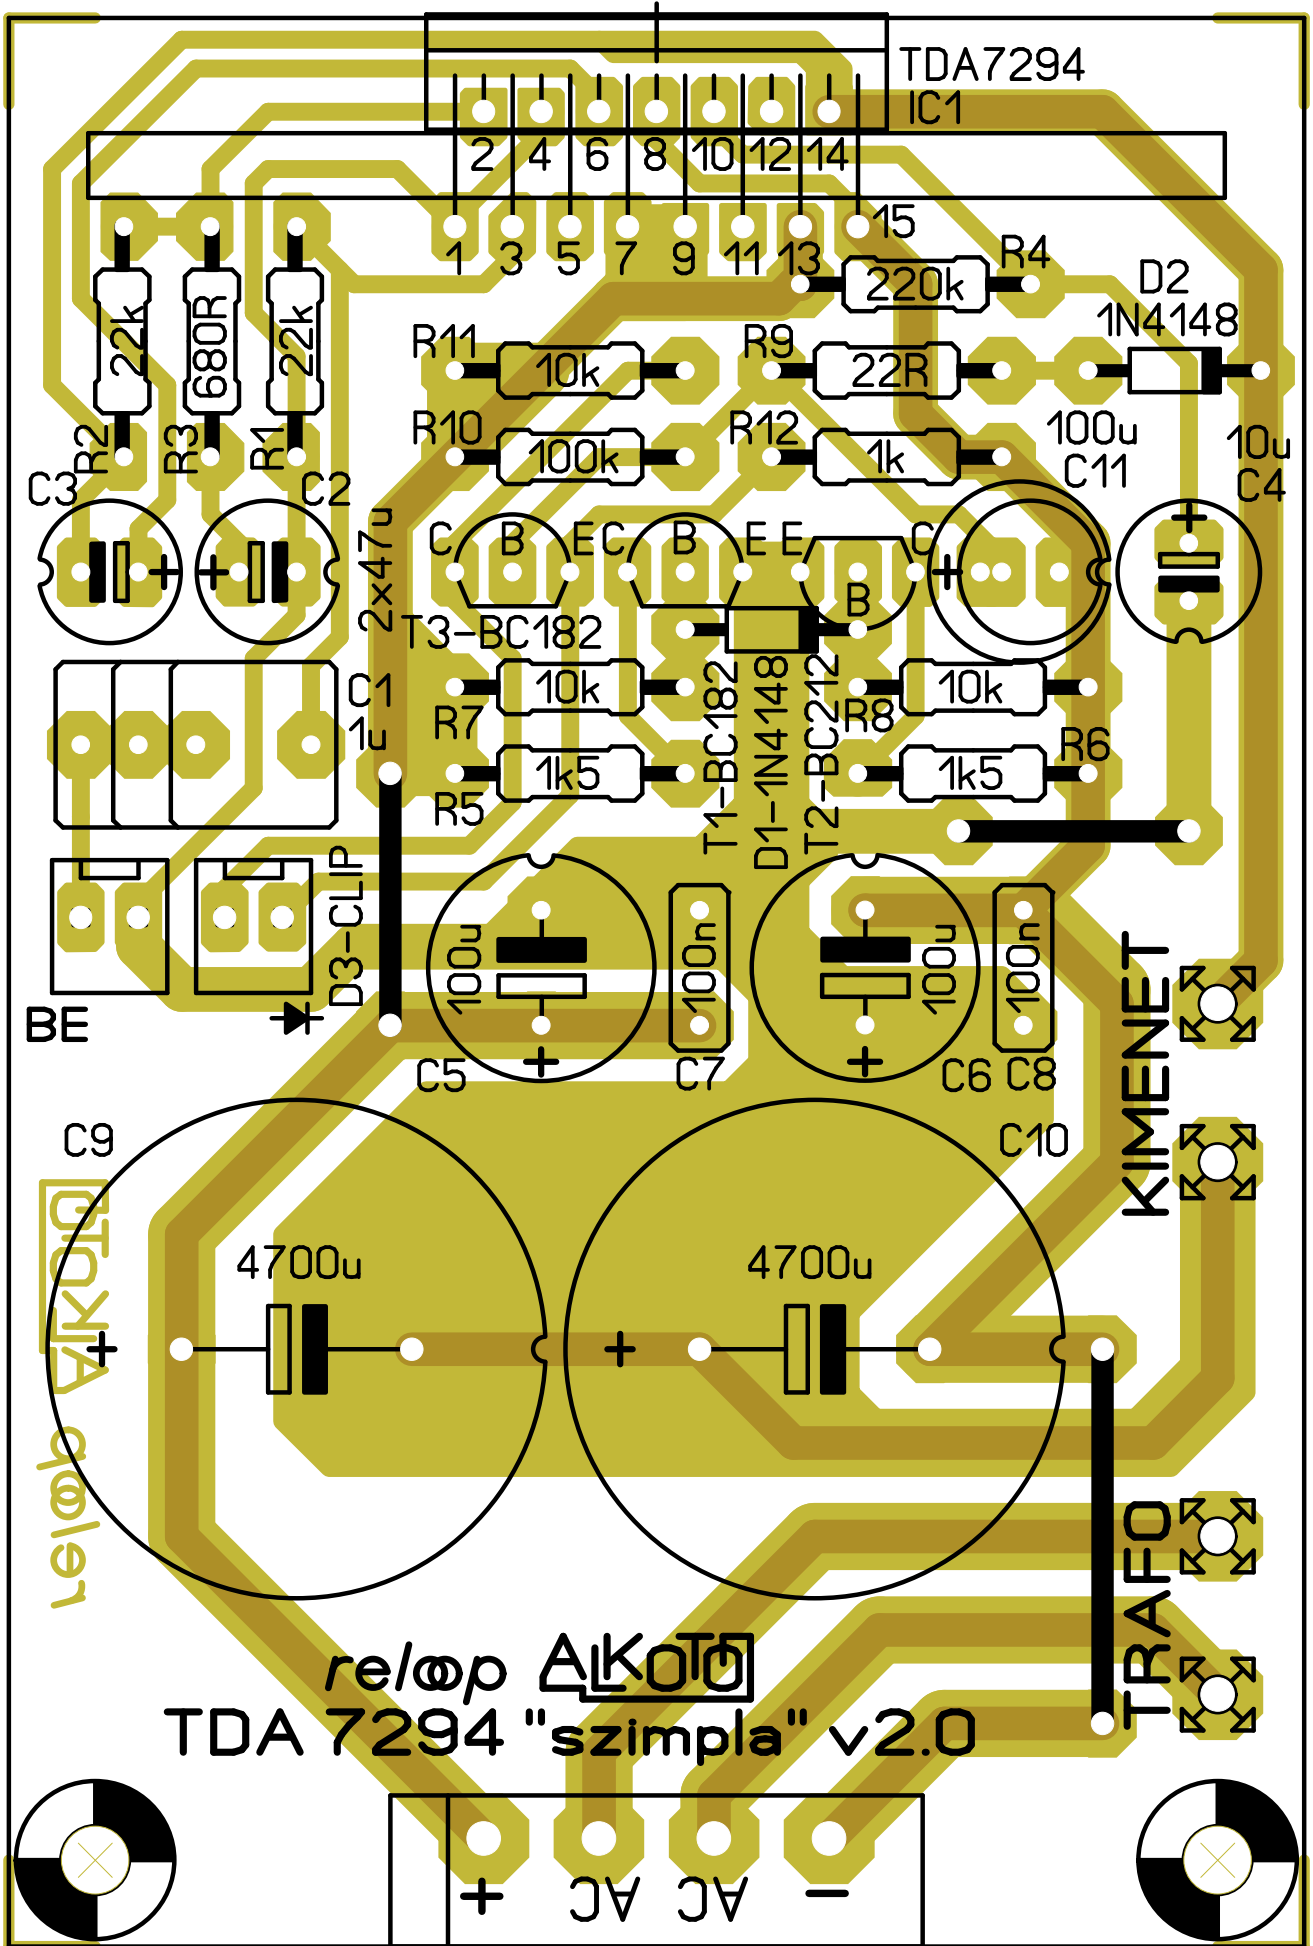 TDA7294
IC1
2 4 6 8 10 12 14
1 3 5 7 9 11 13 15
R4
220k
D2
1N4148
22k
680R
22k
R11
10k
R9
22R
R10
100k
R12
1k
100u
C11
10u
C4
R2
R3
R1
C3
C2
2x47u
C B E
C B E
E B C
T3-BC182
T1-BC182
D1-1N4148
T2-BC212
C1
1u
R7
10k
R8
10k
R5
1k5
R6
1k5
D3-CLIP
BE
100u
C5
100n
C7
100u
C6
100n
C8
KIMENET
C9
4700u
C10
4700u
ALKOTÓ
reloop
TRAFO
reloop ALKOTÓ
TDA 7294 "szimpla" v2.0
+ AC AC -